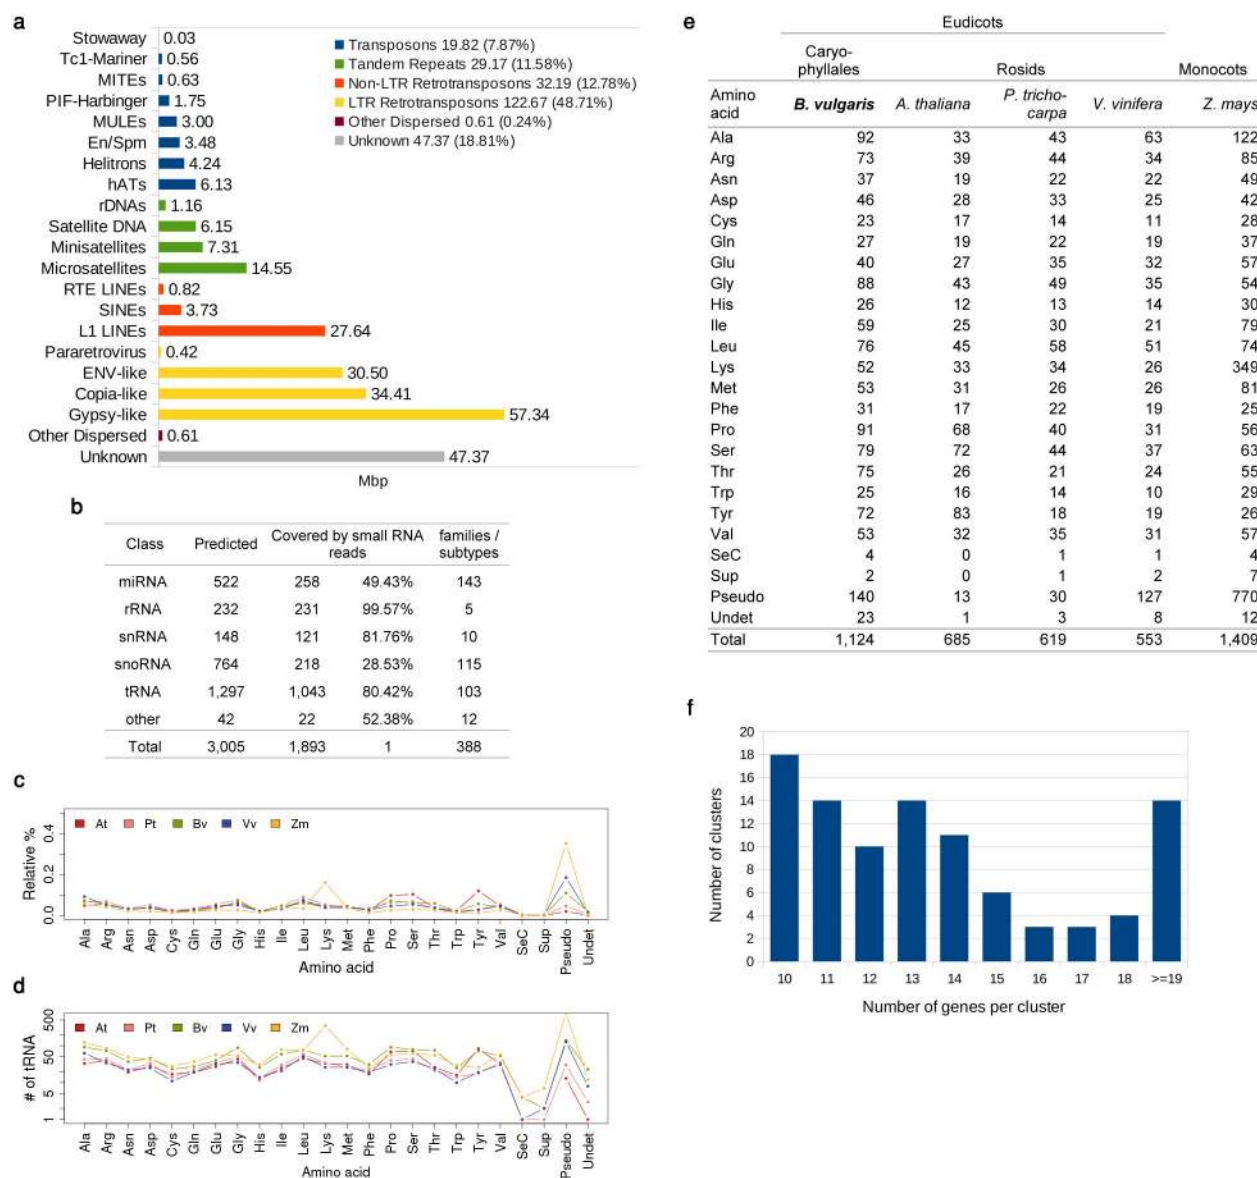 a
Stowaway 0.03
Tc1-Mariner 0.56
MITEs 0.63
PIF-Harbinger 1.75
MULEs 3.00
En/Spm 3.48
Helitrons 4.24
hATs 6.13
rDNAs 1.16
Satellite DNA 6.15
Minisatellites 7.31
Microsatellites 14.55
RTE LINEs 0.82
SINEs 3.73
L1 LINEs 27.64
Pararetrovirus 0.42
ENV-like 30.50
Copia-like 34.41
Gypsy-like 57.34
Other Dispersed 0.61
Unknown 47.37
Mbp
Transposons 19.82 (7.87%)
Tandem Repeats 29.17 (11.58%)
Non-LTR Retrotransposons 32.19 (12.78%)
LTR Retrotransposons 122.67 (48.71%)
Other Dispersed 0.61 (0.24%)
Unknown 47.37 (18.81%)
b
Class Predicted Covered by small RNA reads families / subtypes
miRNA 522 258 49.43% 143
rRNA 232 231 99.57% 5
snRNA 148 121 81.76% 10
snoRNA 764 218 28.53% 115
tRNA 1,297 1,043 80.42% 103
other 42 22 52.38% 12
Total 3,005 1,893 1 388
c
At Pt Bv Vv Zm
Relative %
0.4
0.2
0.0
Ala Arg Asn Asp Cys Gln Glu Gly His Ile Leu Lys Met Phe Pro Ser Thr Trp Tyr Val SeC Sup Pseudo Undet
Amino acid
d
At Pt Bv Vv Zm
# of tRNA
500
50
5
1
Ala Arg Asn Asp Cys Gln Glu Gly His Ile Leu Lys Met Phe Pro Ser Thr Trp Tyr Val SeC Sup Pseudo Undet
Amino acid
e
Eudicots
Caryo-
phyllales Rosids Monocots
Amino acid B. vulgaris A. thaliana P. tricho-carpa V. vinifera Z. mays
Ala 92 33 43 63 122
Arg 73 39 44 34 85
Asn 37 19 22 22 49
Asp 46 28 33 25 42
Cys 23 17 14 11 28
Gln 27 19 22 19 37
Glu 40 27 35 32 57
Gly 88 43 49 35 54
His 26 12 13 14 30
Ile 59 25 30 21 79
Leu 76 45 58 51 74
Lys 52 33 34 26 349
Met 53 31 26 26 81
Phe 31 17 22 19 25
Pro 91 68 40 31 56
Ser 79 72 44 37 63
Thr 75 26 21 24 55
Trp 25 16 14 10 29
Tyr 72 83 18 19 26
Val 53 32 35 31 57
SeC 4 0 1 1 4
Sup 2 0 1 2 7
Pseudo 140 13 30 127 770
Undet 23 1 3 8 12
Total 1,124 685 619 553 1,409
f
Number of clusters
20
18
16
14
12
10
8
6
4
2
0
10 11 12 13 14 15 16 17 18 >=19
Number of genes per cluster